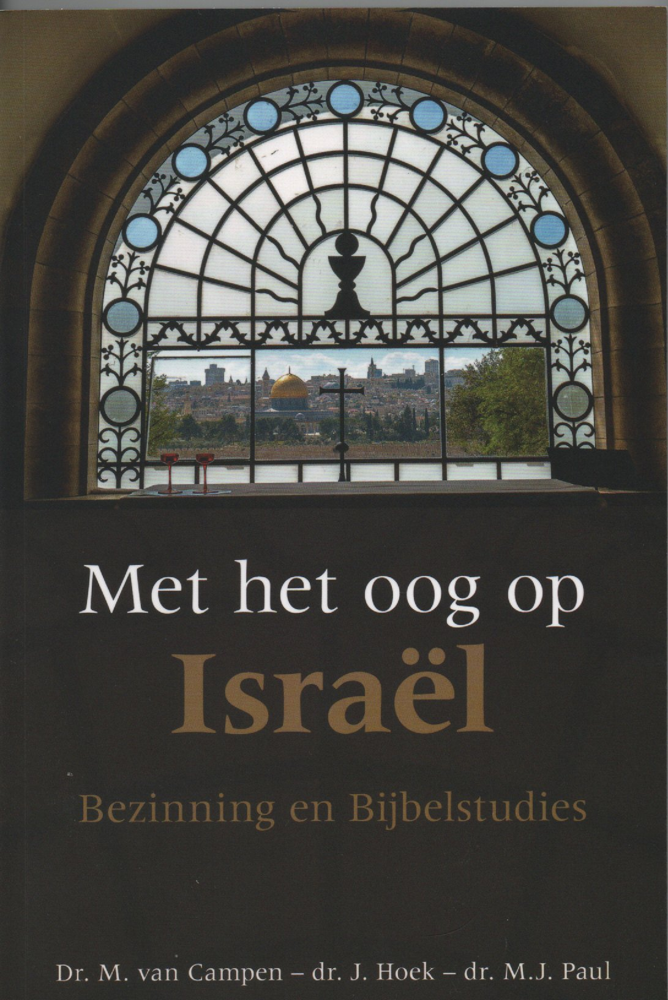 Met het oog op
Israël
Bezinning en Bijbelstudies
Dr. M. van Campen – dr. J. Hoek – dr. M.J. Paul